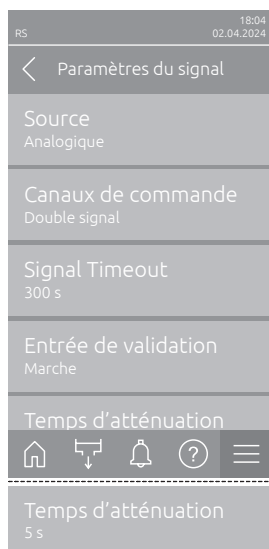 18:04
RS 02.04.2024
Paramètres du signal
Source
Analogique
Canaux de commande
Double signal
Signal Timeout
300 s
Entrée de validation
Marche
Temps d'atténuation
?
Temps d'atténuation
5 s